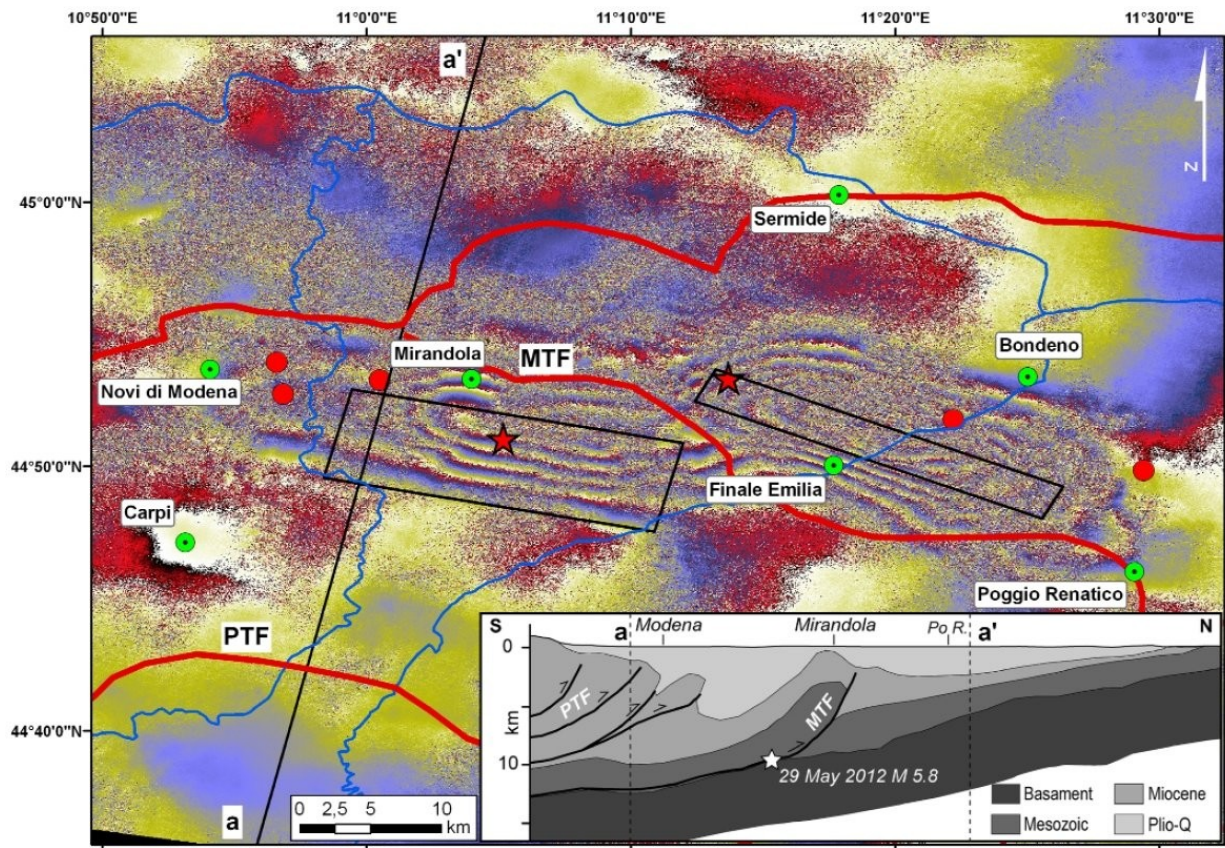 10°50'0"E
11°0'0"E
11°10'0"E
11°20'0"E
11°30'0"E
a'
N
45°0'0"N
Sermide
Bondeno
Mirandola
MTF
Novi di Modena
44°50'0"N
Finale Emilia
Carpi
Poggio Renatico
PTF
S
a
Modena
Mirandola
Po R.
a'
N
0
PTF
MTF
km
10
29 May 2012 M 5.8
44°40'0"N
0 2,5 5 10
km
a
Basament
Miocene
Mesozoic
Plio-Q